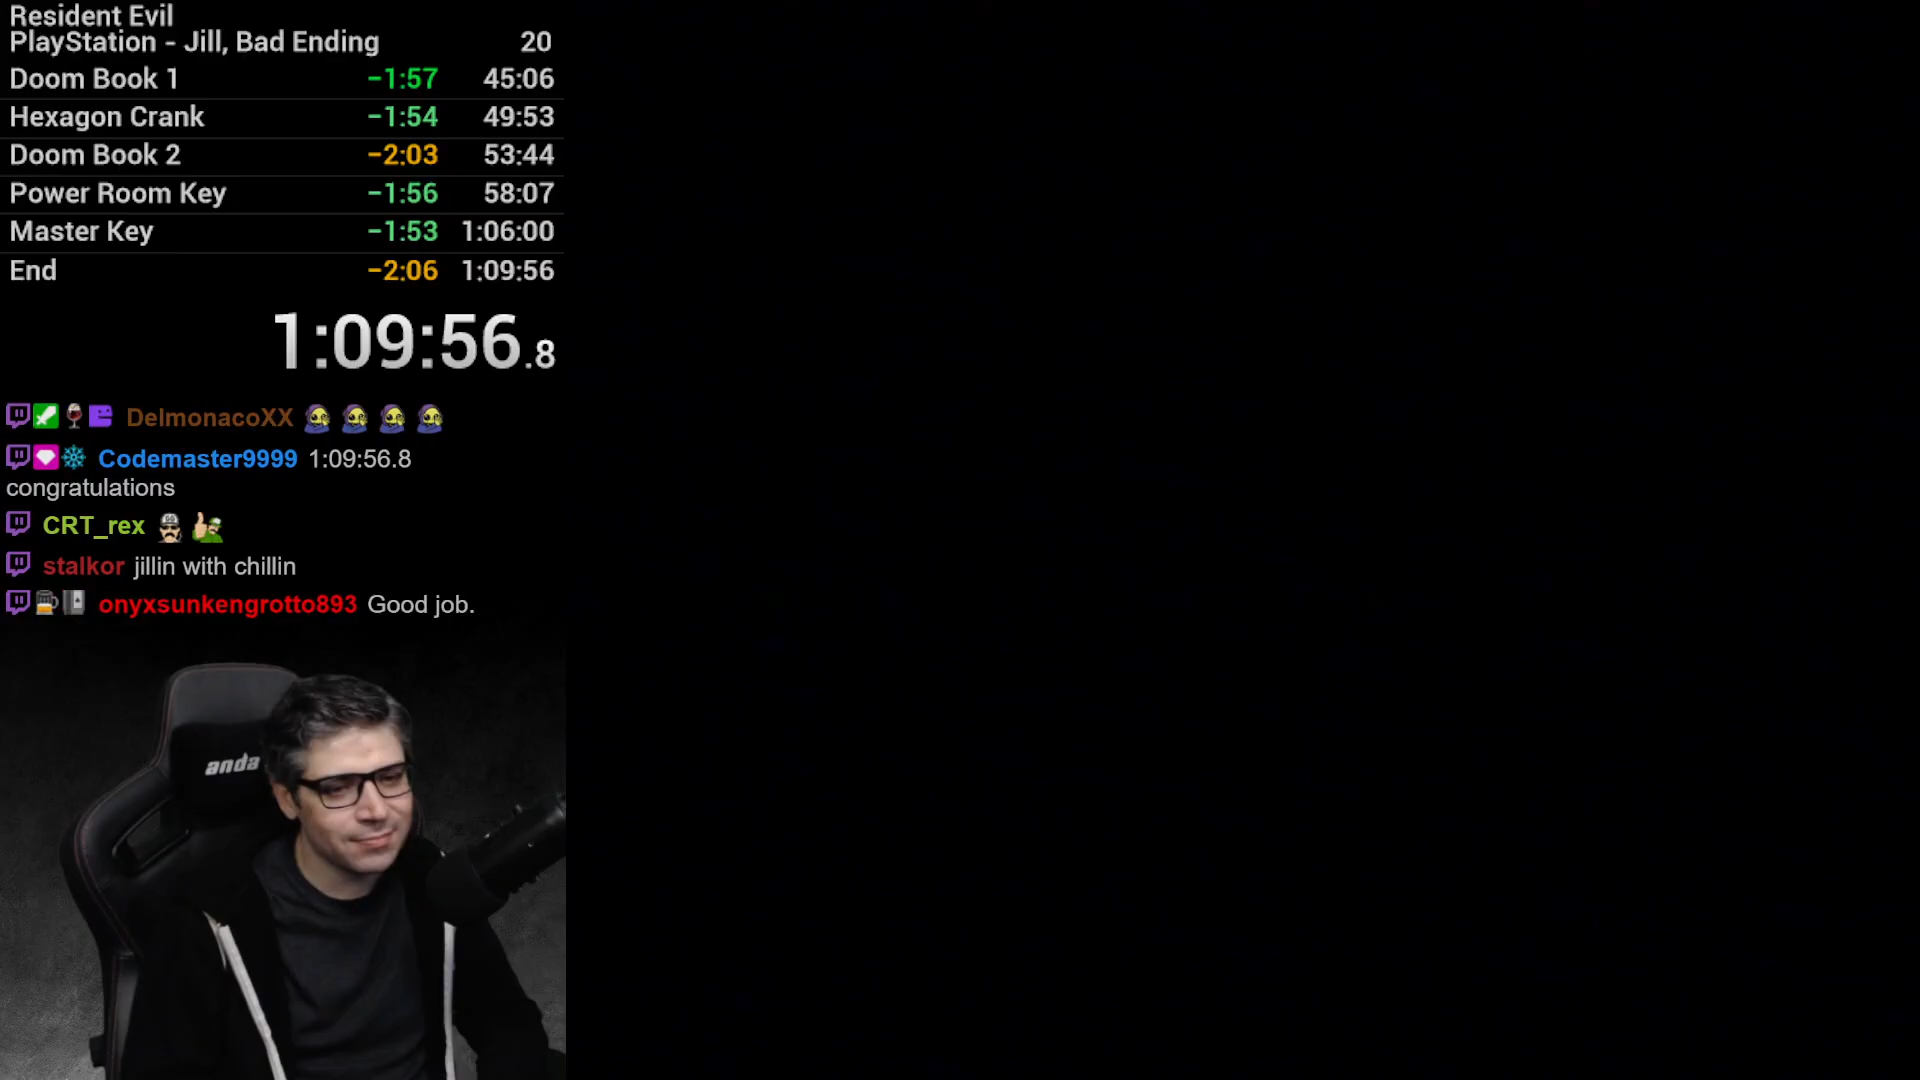 Resident Evil
PlayStation - Jill, Bad Ending 20
Doom Book 1 -1:57 45:06
Hexagon Crank -1:54 49:53
Doom Book 2 -2:03 53:44
Power Room Key -1:56 58:07
Master Key -1:53 1:06:00
End -2:06 1:09:56
1:09:56.8
DelmonacoXX
Codemaster9999 1:09:56.8
congratulations
CRT_rex
stalkor jillin with chillin
onyxsunkengrotto893 Good job.
anda